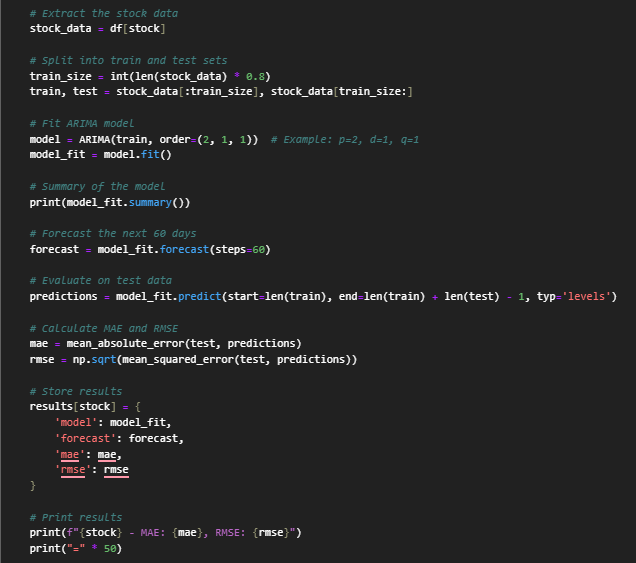 # Extract the stock data
stock_data = df[stock]
# Split into train and test sets
train_size = int(len(stock_data) * 0.8)
train, test = stock_data[:train_size], stock_data[train_size:]
# Fit ARIMA model
model = ARIMA(train, order=(2, 1, 1))  # Example: p=2, d=1, q=1
model_fit = model.fit()
# Summary of the model
print(model_fit.summary())
# Forecast the next 60 days
forecast = model_fit.forecast(steps=60)
# Evaluate on test data
predictions = model_fit.predict(start=len(train), end=len(train) + len(test) - 1, typ='levels')
# Calculate MAE and RMSE
mae = mean_absolute_error(test, predictions)
rmse = np.sqrt(mean_squared_error(test, predictions))
# Store results
results[stock] = {
    'model': model_fit,
    'forecast': forecast,
    'mae': mae,
    'rmse': rmse
}
# Print results
print(f"{stock} - MAE: {mae}, RMSE: {rmse}")
print("=" * 50)